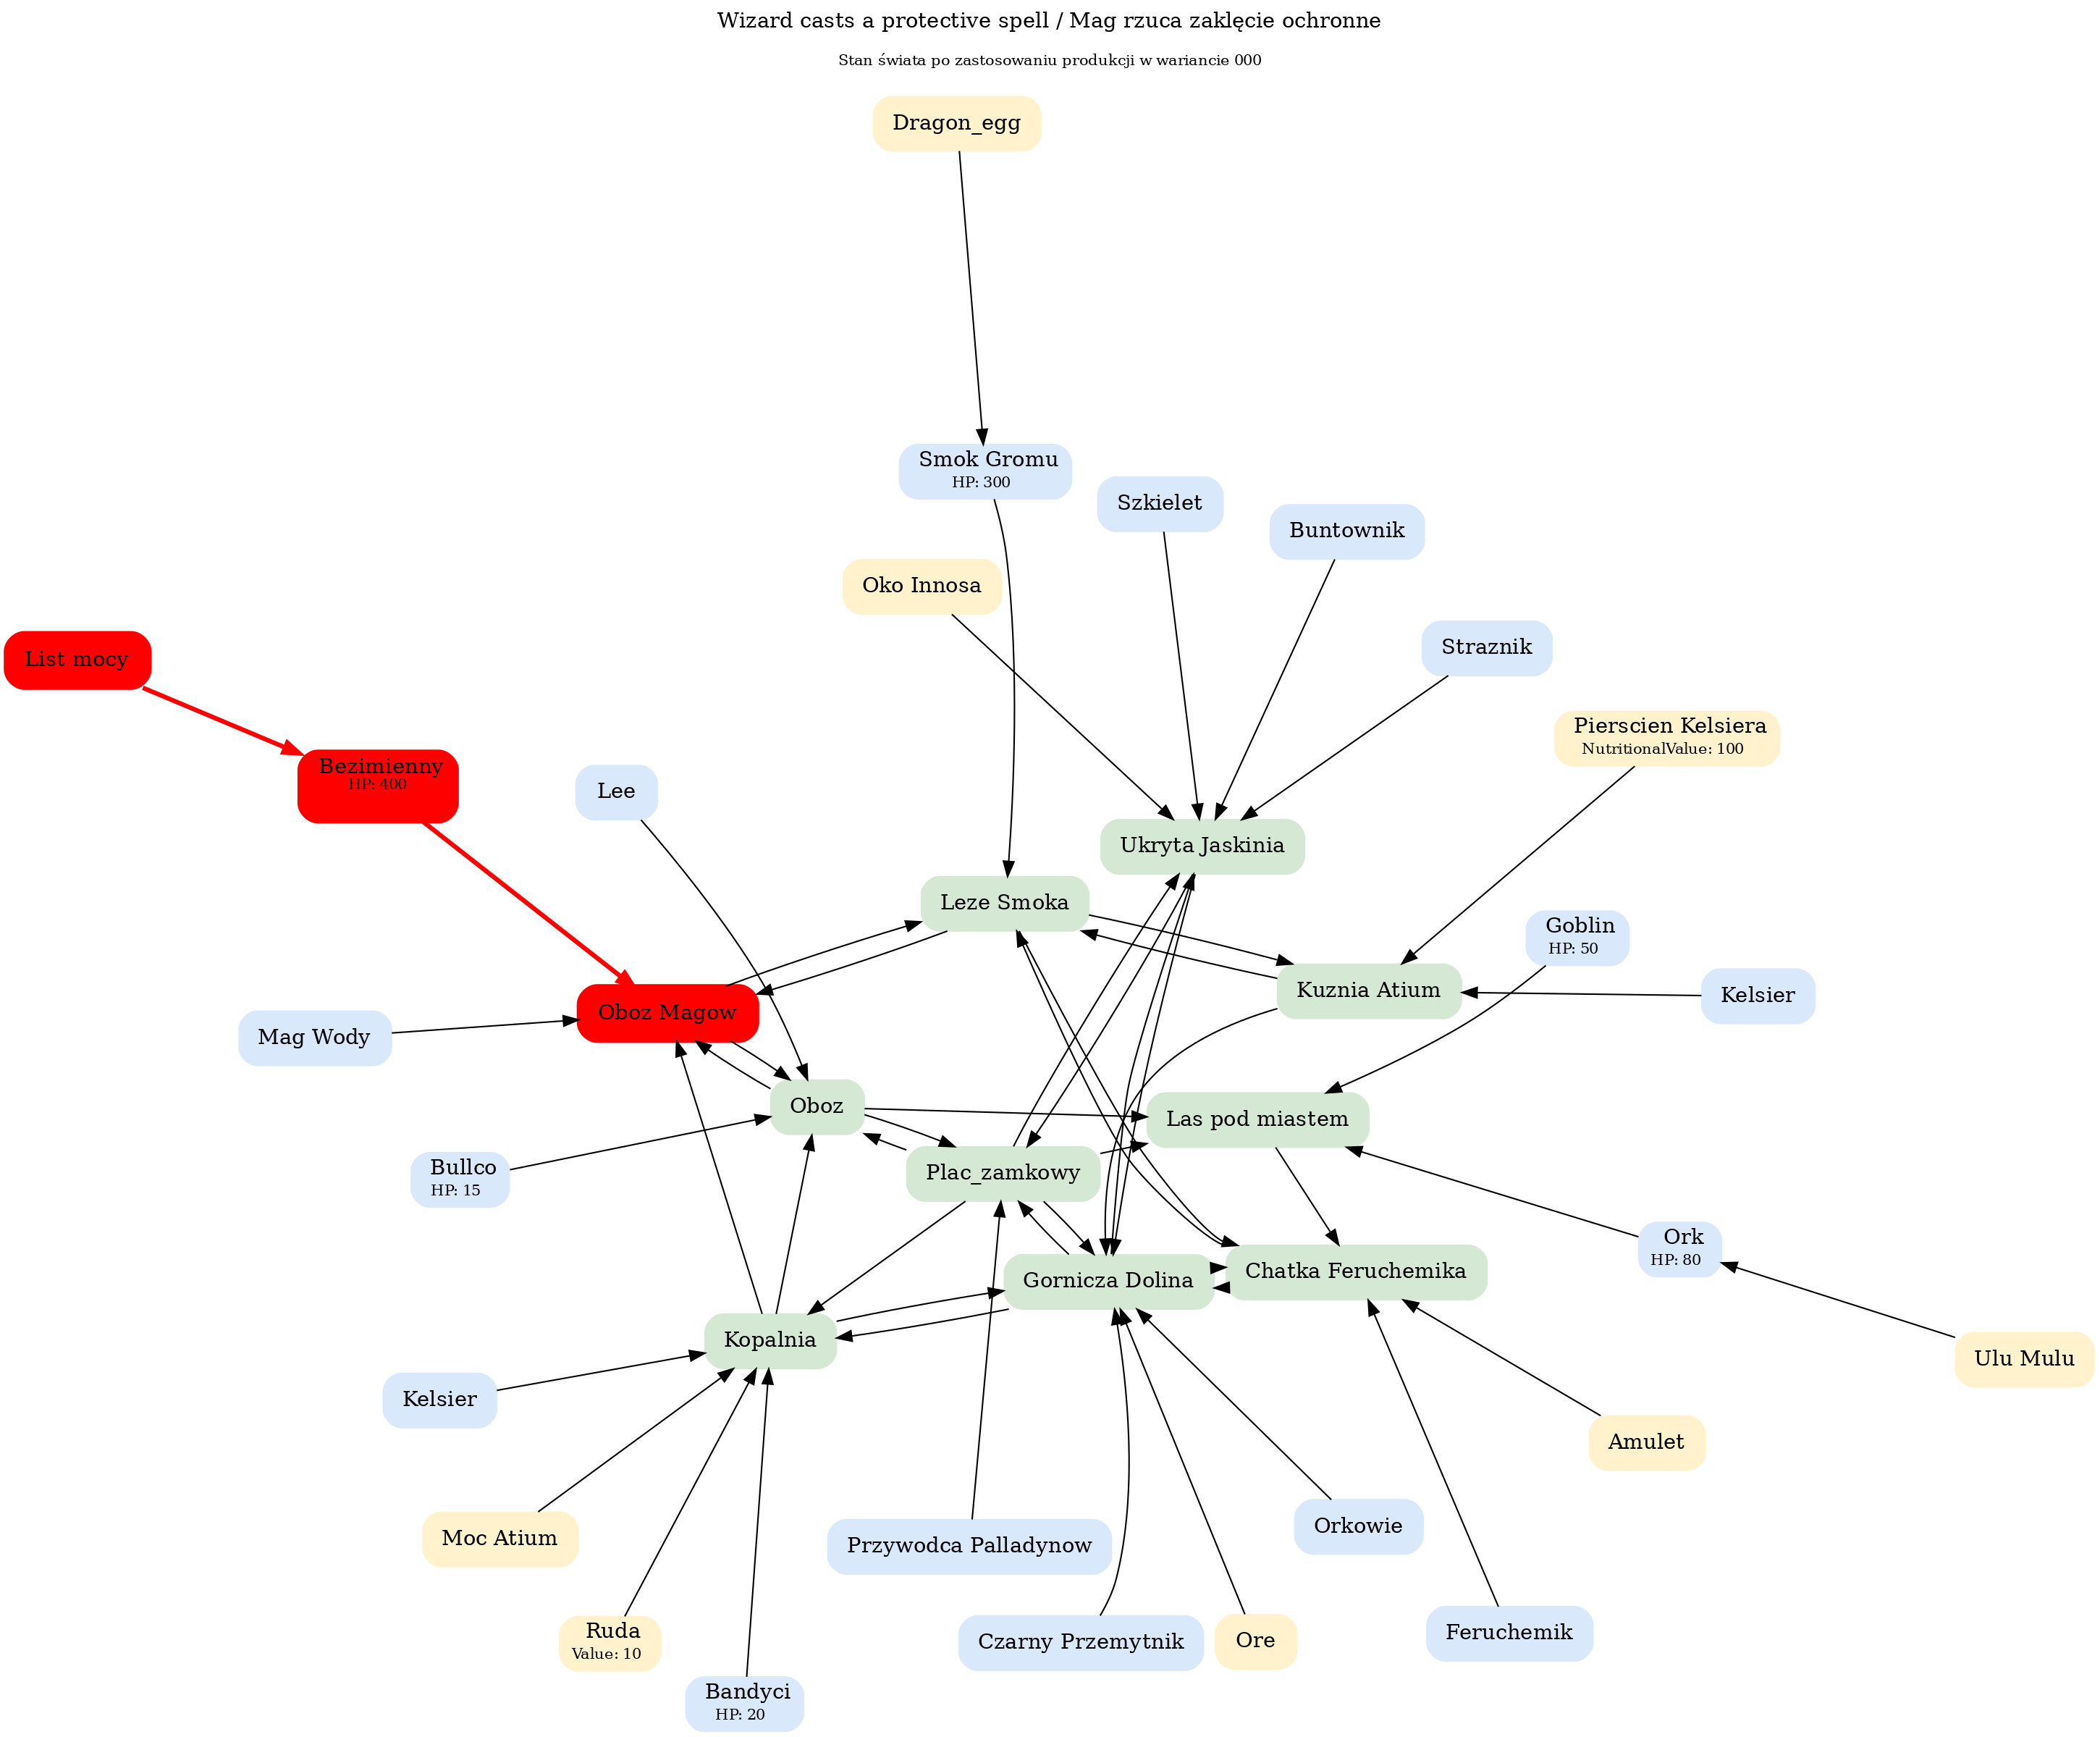 Wizard casts a protective spell / Mag rzuca zaklęcie ochronne
Stan świata po zastosowaniu produkcji w wariancie 000
Dragon_egg
Smok Gromu
HP: 300
Szkielet
Buntownik
Oko Innosa
Straznik
List mocy
Pierscien Kelsiera
NutritionalValue: 100
Bezimienny
HP: 400
Lee
Ukryta Jaskinia
Leze Smoka
Goblin
HP: 50
Kuznia Atium
Kelsier
Oboz Magow
Mag Wody
Oboz
Las pod miastem
Bullco
HP: 15
Plac_zamkowy
Ork
HP: 80
Gornicza Dolina
Chatka Feruchemika
Kopalnia
Ulu Mulu
Kelsier
Amulet
Moc Atium
Przywodca Palladynow
Orkowie
Ruda
Value: 10
Czarny Przemytnik
Ore
Feruchemik
Bandyci
HP: 20